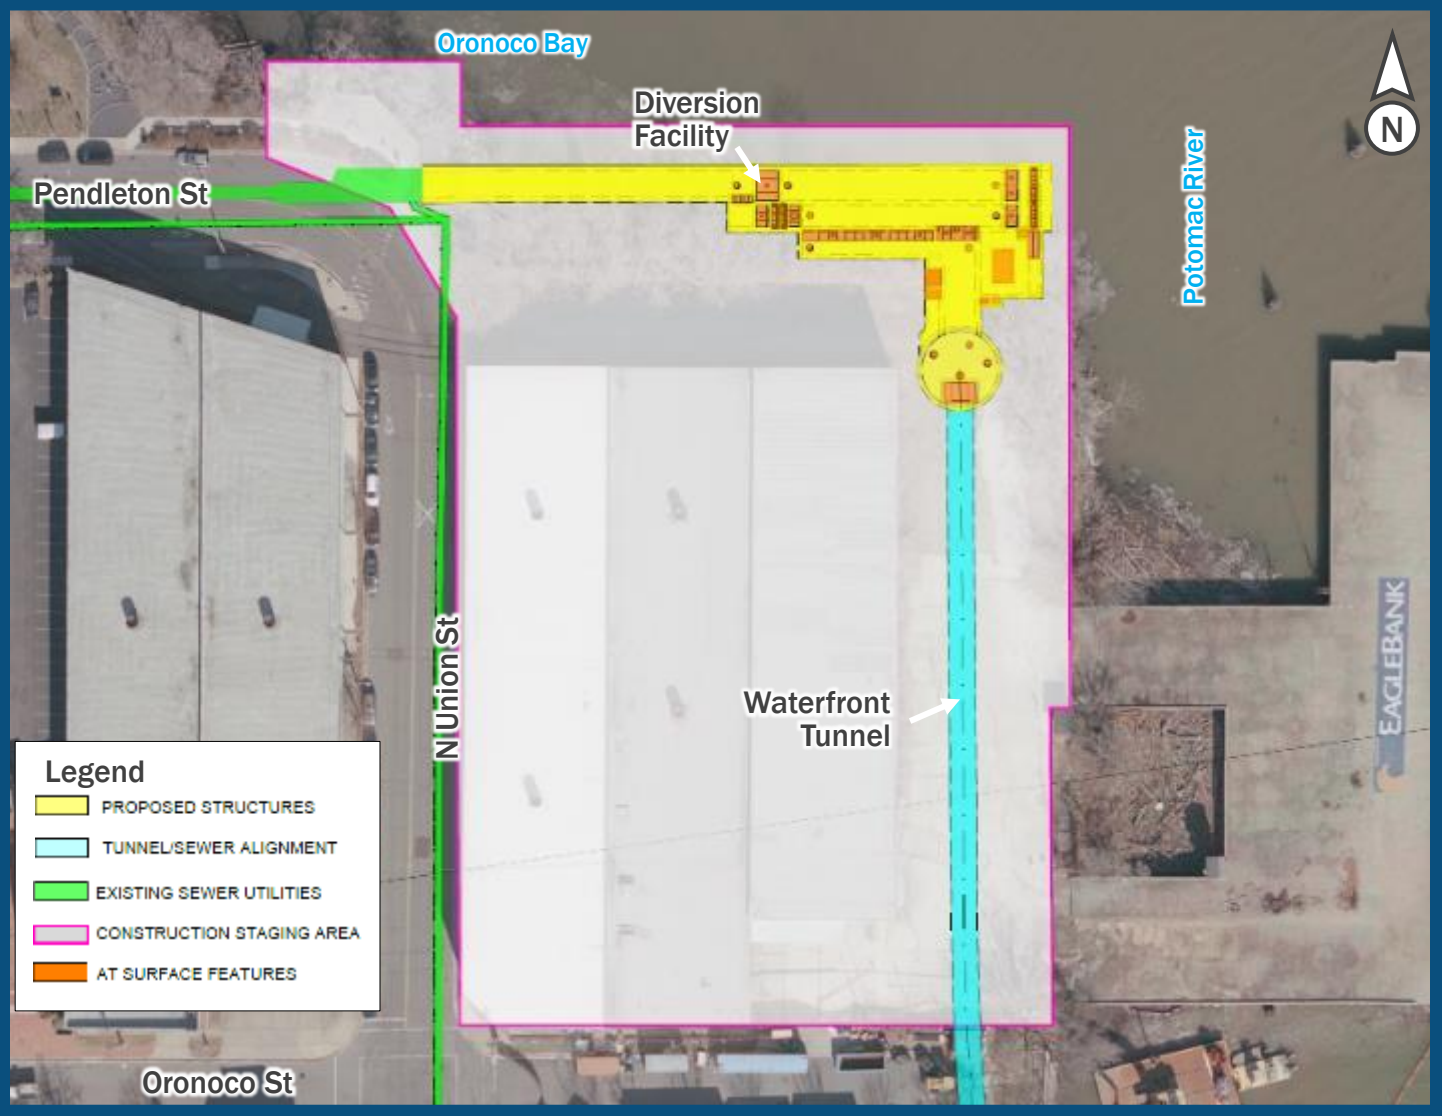 Oronoco Bay
Diversion
Facility
N
Potomac River
Pendleton St
EAGLEBANK
N Union St
Waterfront
Tunnel
Legend
PROPOSED STRUCTURES
TUNNEL/SEWER ALIGNMENT
EXISTING SEWER UTILITIES
CONSTRUCTION STAGING AREA
AT SURFACE FEATURES
Oronoco St